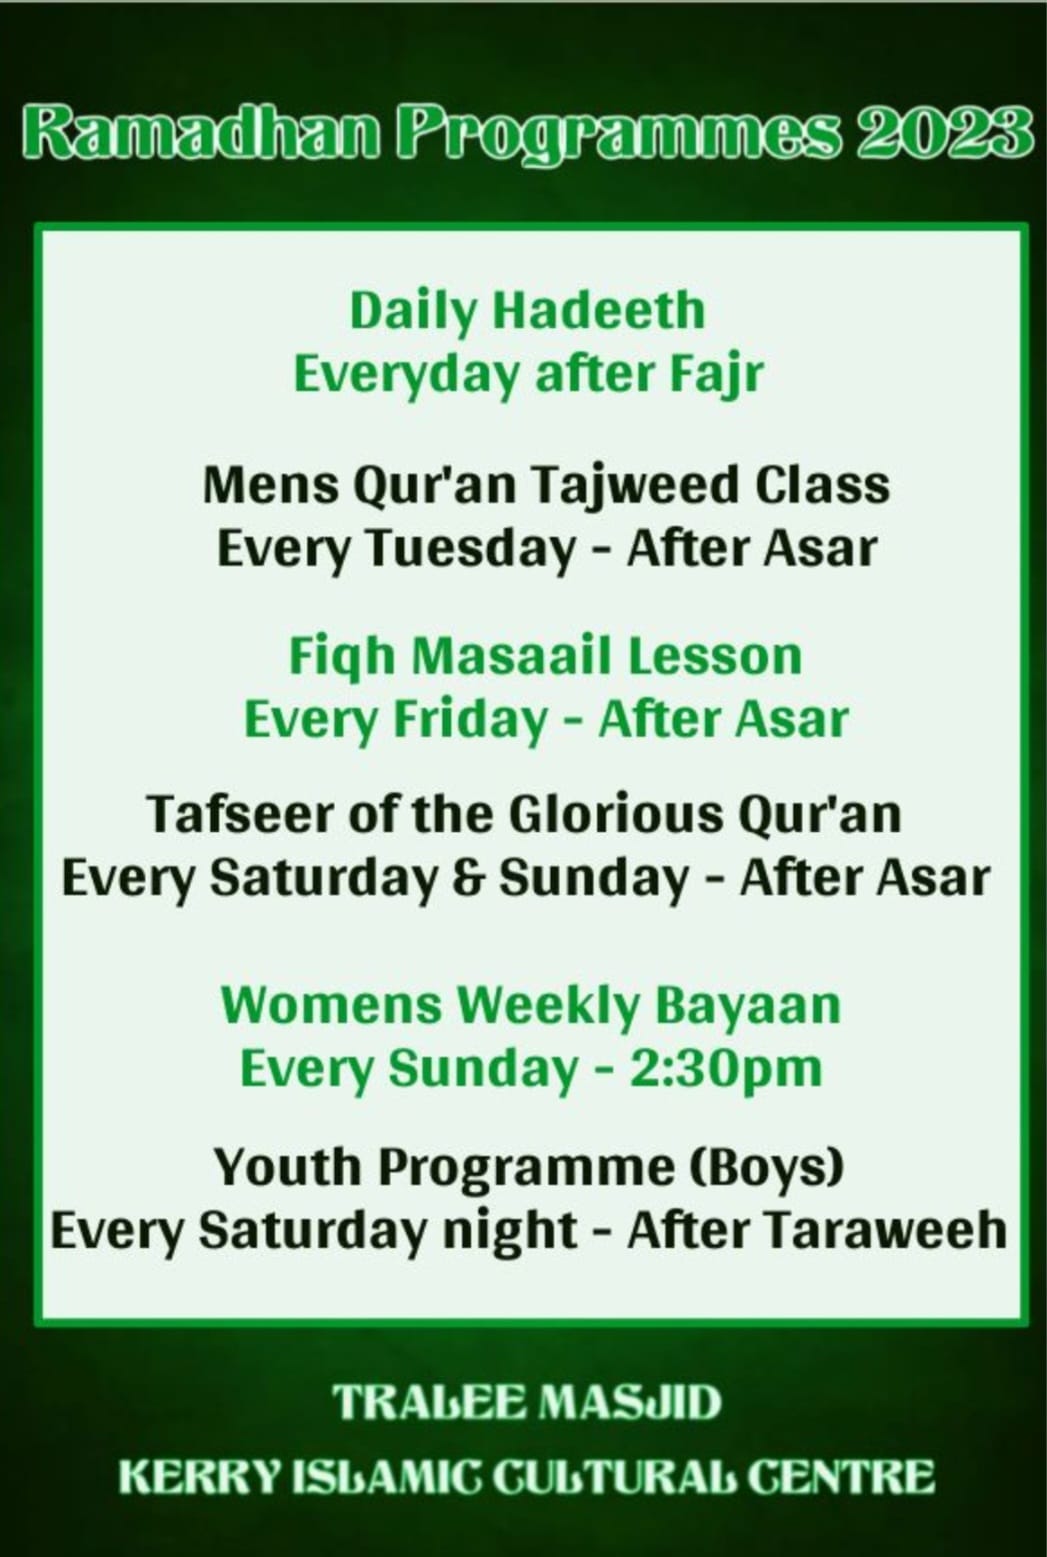 Ramadhan Programmes 2023
Daily Hadeeth
Everyday after Fajr
Mens Qur'an Tajweed Class
Every Tuesday - After Asar
Fiqh Masaail Lesson
Every Friday - After Asar
Tafseer of the Glorious Qur'an
Every Saturday & Sunday - After Asar
Womens Weekly Bayaan
Every Sunday - 2:30pm
Youth Programme (Boys)
Every Saturday night - After Taraweeh
TRALEE MASJID
KERRY ISLAMIC CULTURAL CENTRE